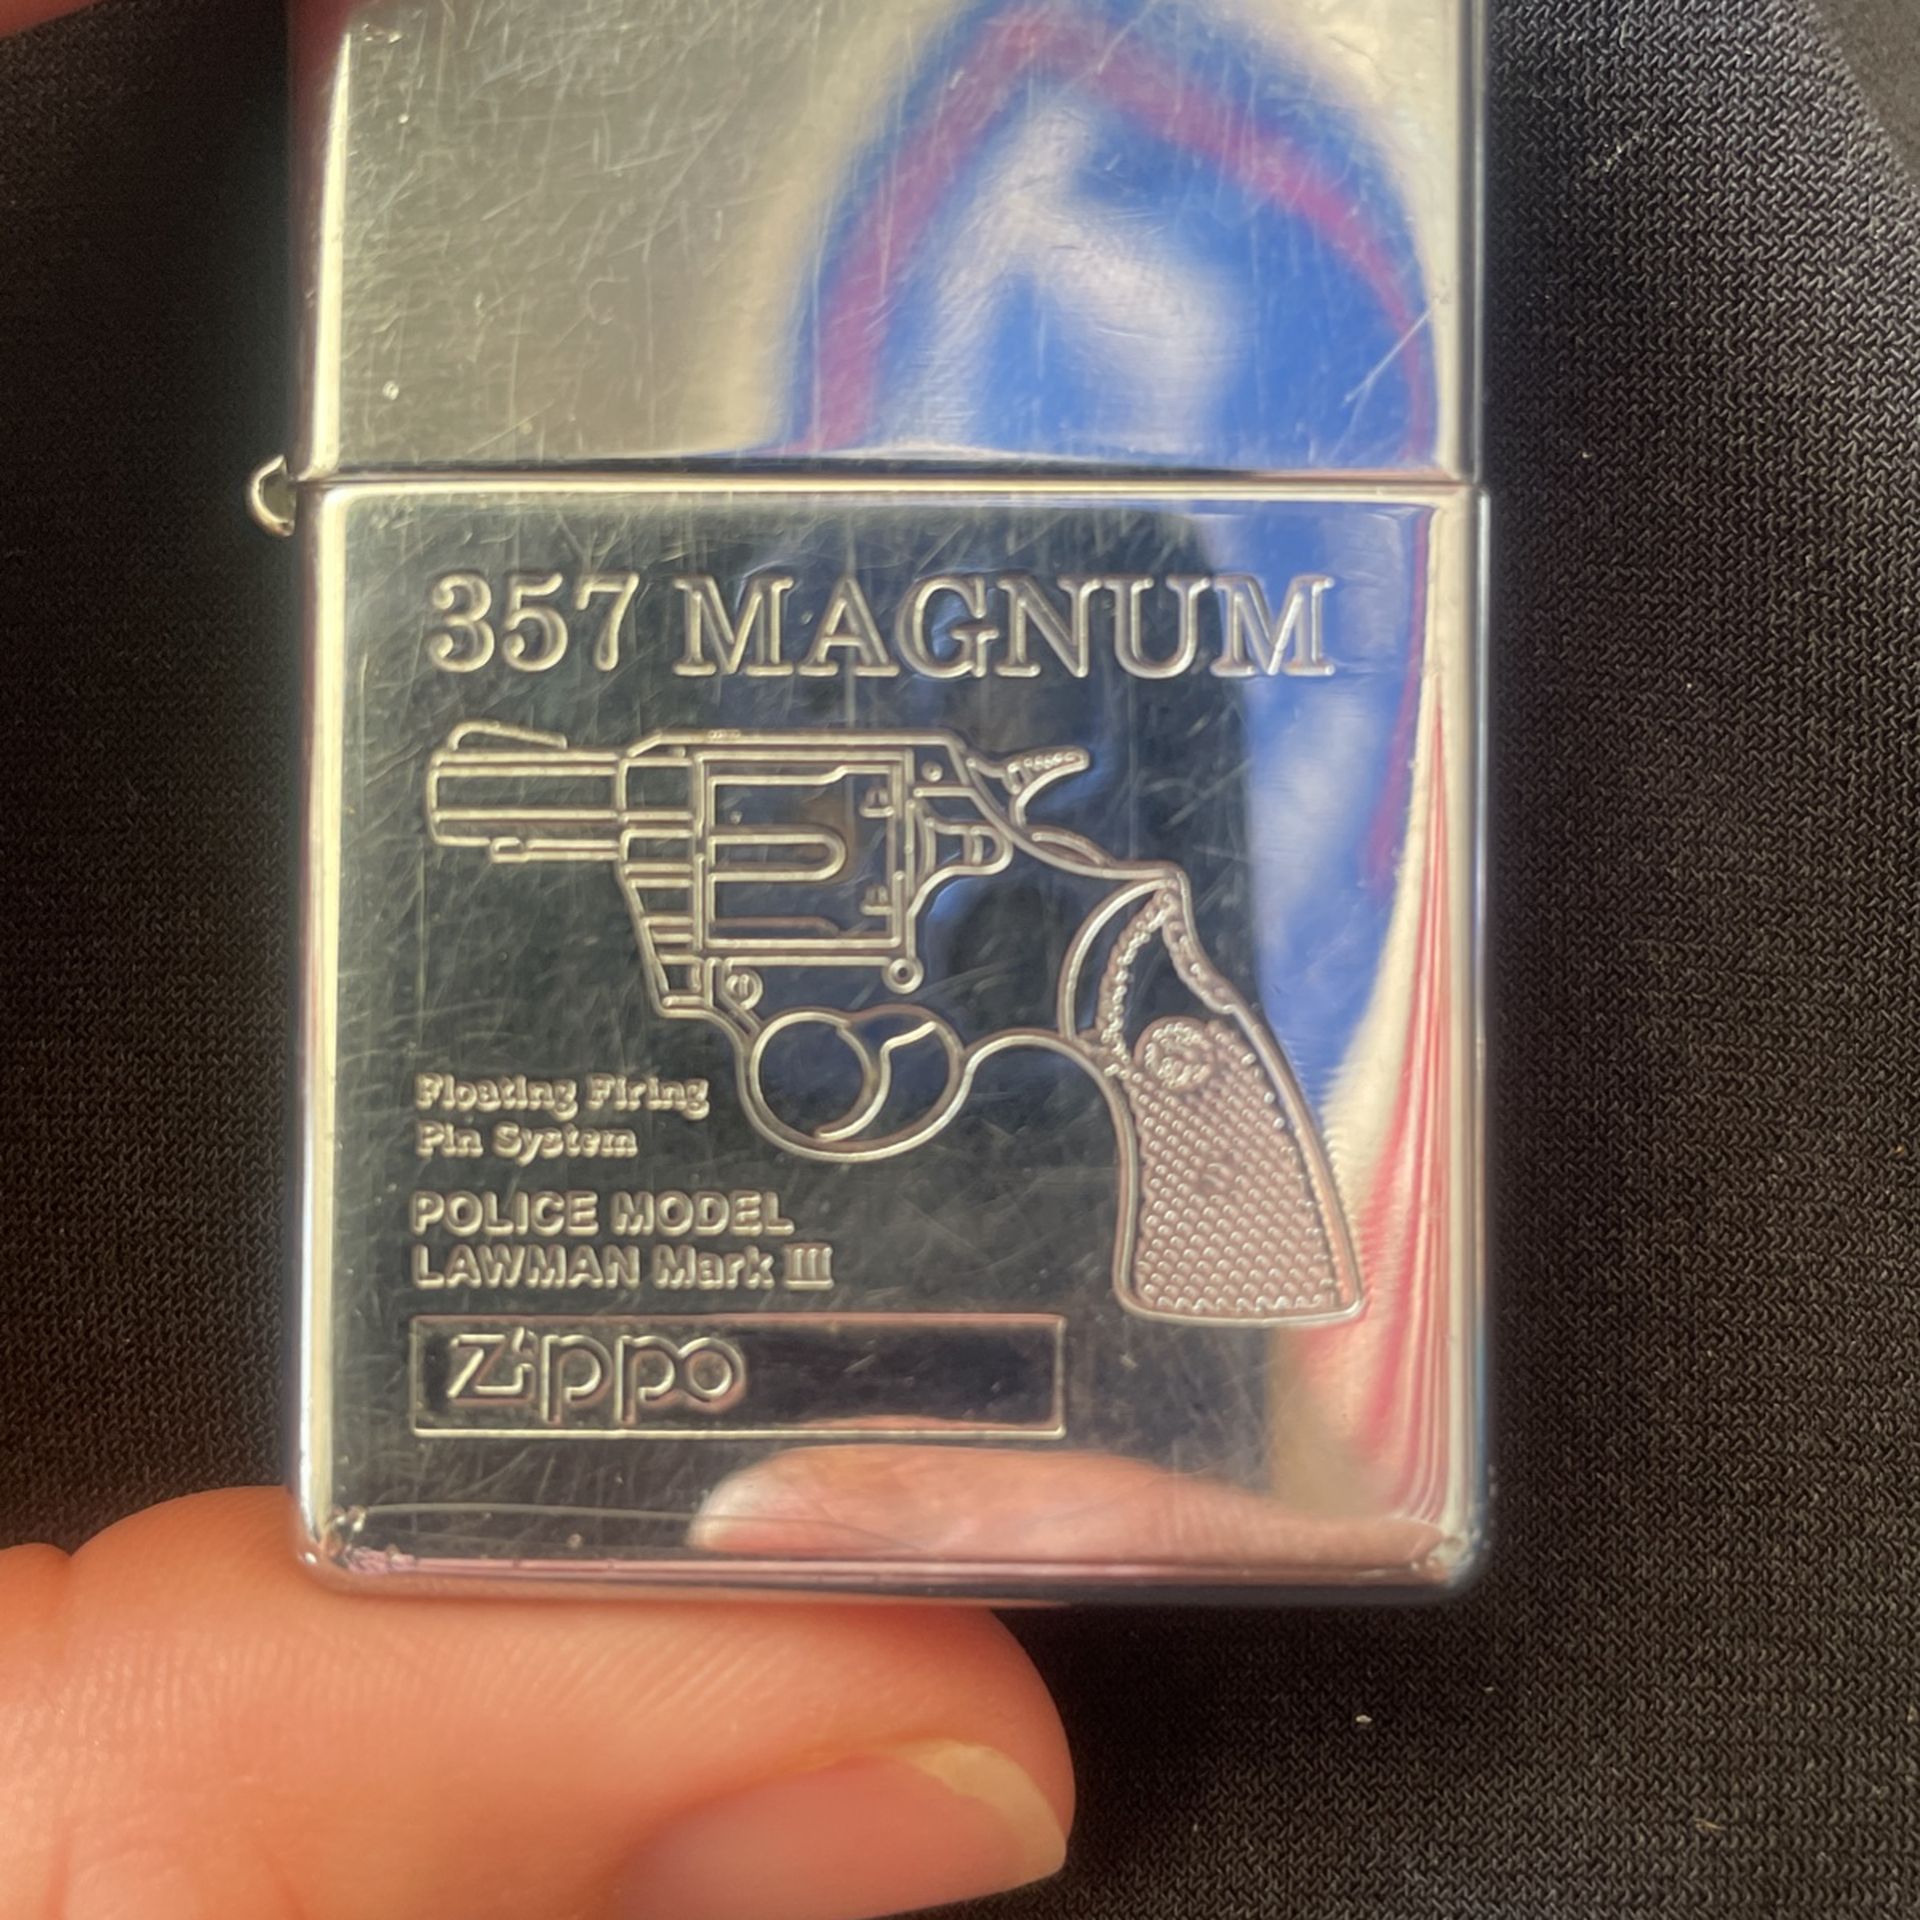 357 MAGNUM
Floating Firing
Pin System
POLICE MODEL
LAWMAN Mark III
Zippo